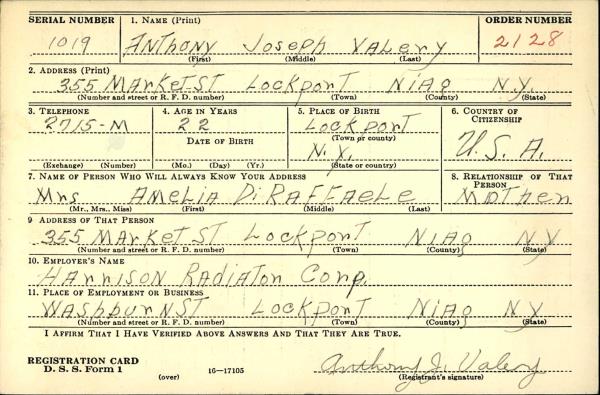 SERIAL NUMBER 1. NAME (Print) ORDER NUMBER
1019 ANTHONY JOSEPH VALERY 2128
(First) (Middle) (Last)
2. ADDRESS (Print)
355 MARKET ST LOCKPORT NIAG N.Y.
(Number and street or R. F. D. number) (Town) (County) (State)
3. TELEPHONE 4. AGE IN YEARS 5. PLACE OF BIRTH 6. COUNTRY OF CITIZENSHIP
2715-M 22 LOCKPORT U.S.A.
(Town or county)
DATE OF BIRTH N.Y.
(Exchange) (Number) (Mo.) (Day) (Yr.) (State or country)
7. NAME OF PERSON WHO WILL ALWAYS KNOW YOUR ADDRESS 8. RELATIONSHIP OF THAT PERSON
Mrs AMELIA DiRAFFAELE MOTHER
(Mr., Mrs., Miss) (First) (Middle) (Last)
9 ADDRESS OF THAT PERSON
355 MARKET ST LOCKPORT NIAG NY
(Number and street or R. F. D. number) (Town) (County) (State)
10. EMPLOYER'S NAME
HARRISON RADIATOR CORP.
11. PLACE OF EMPLOYMENT OR BUSINESS
WASHBURN ST LOCKPORT NIAG NY
(Number and street or R. F. D. number) (Town) (County) (State)
I AFFIRM THAT I HAVE VERIFIED ABOVE ANSWERS AND THAT THEY ARE TRUE.
REGISTRATION CARD
D. S. S. Form 1 (over) 16-17105 Anthony J. Valery
(Registrant's signature)